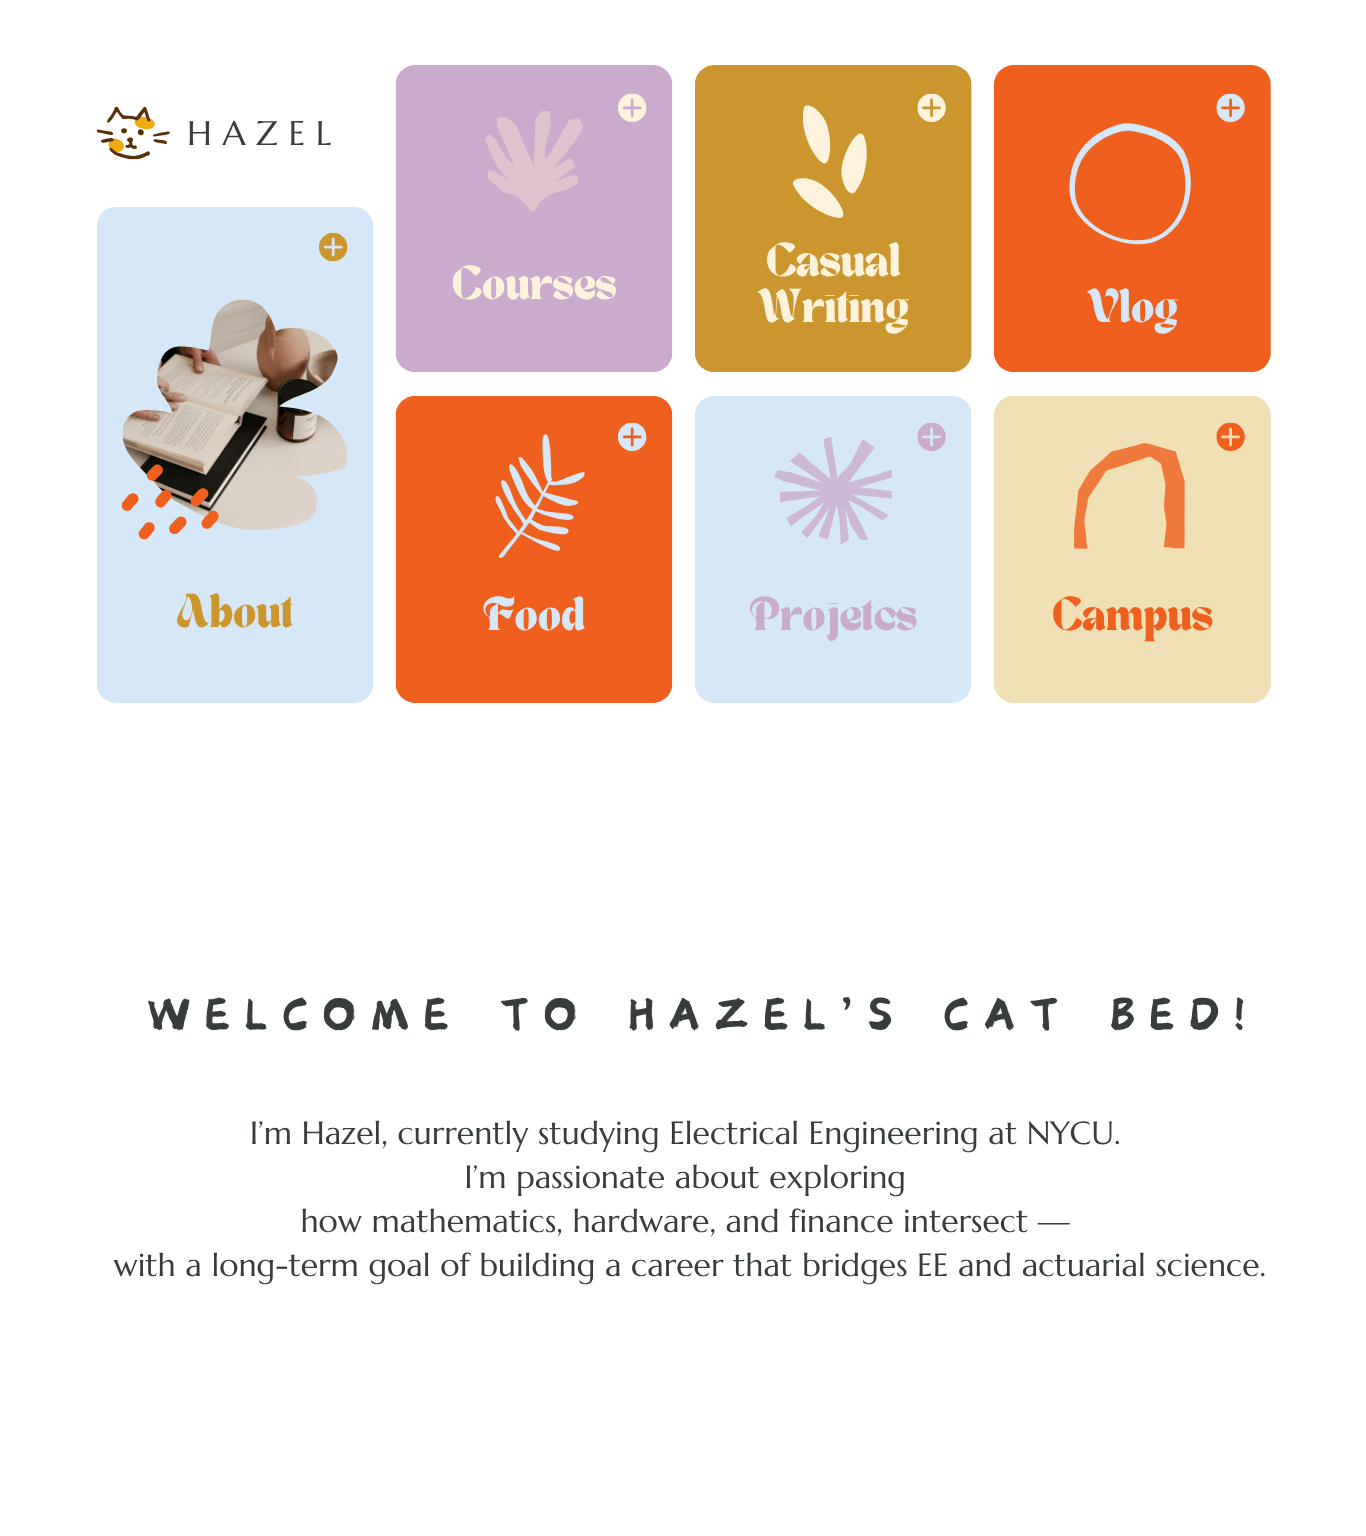 HAZEL
Courses
Casual
Writing
Vlog
About
Food
Projetcs
Campus
WELCOME TO HAZEL’S CAT BED!
I’m Hazel, currently studying Electrical Engineering at NYCU.
I’m passionate about exploring
how mathematics, hardware, and finance intersect —
with a long-term goal of building a career that bridges EE and actuarial science.